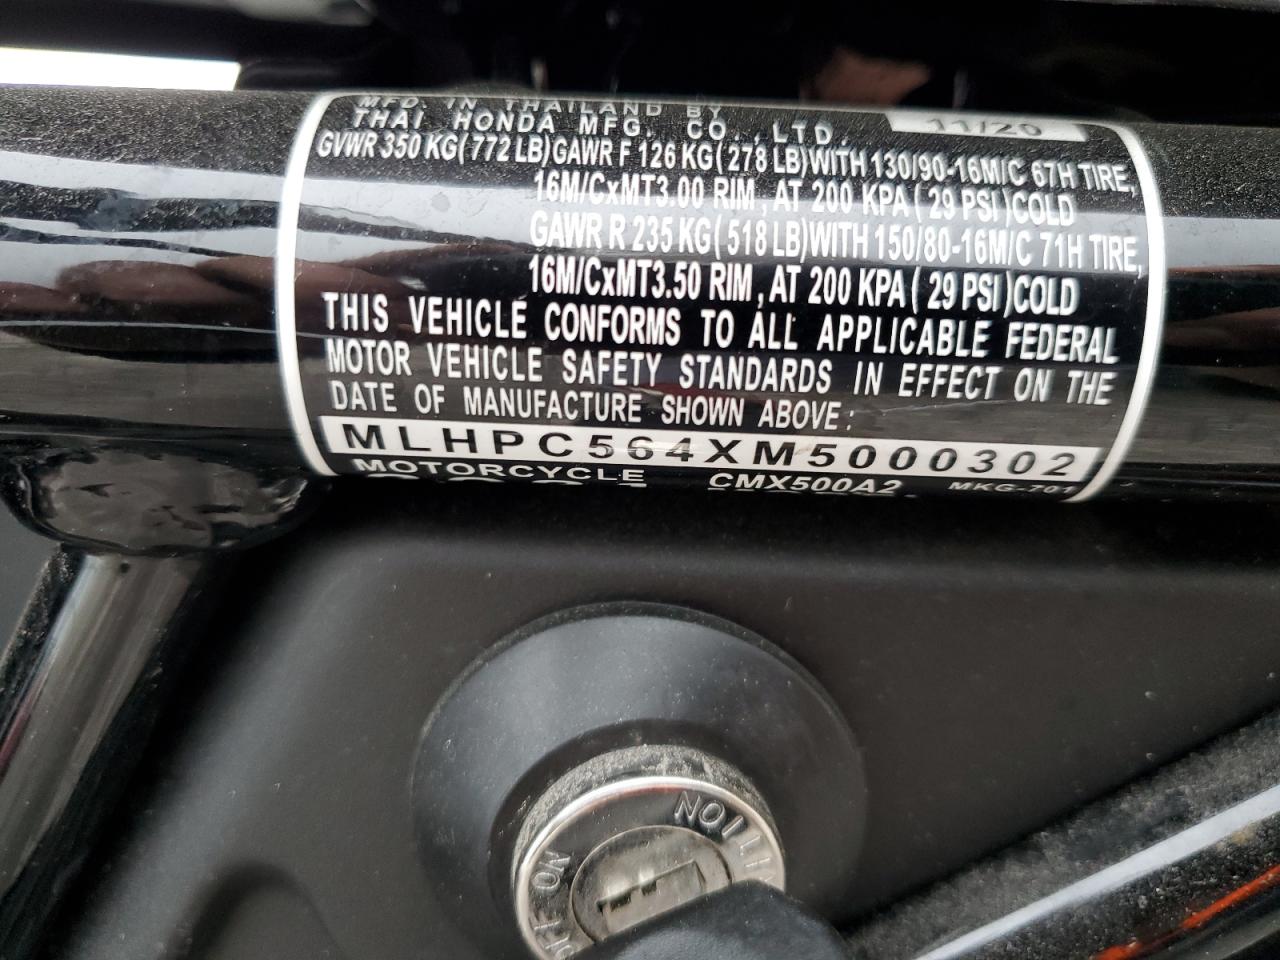 MFD. IN THAILAND BY
THAI HONDA MFG. CO., LTD. 11/20
GVWR 350 KG(772 LB)GAWR F 126 KG(278 LB)WITH 130/90-16M/C 67H TIRE,
16M/CxMT3.00 RIM, AT 200 KPA(29 PSI)COLD
GAWR R 235 KG(518 LB)WITH 150/80-16M/C 71H TIRE,
16M/CxMT3.50 RIM, AT 200 KPA(29 PSI)COLD
THIS VEHICLE CONFORMS TO ALL APPLICABLE FEDERAL
MOTOR VEHICLE SAFETY STANDARDS IN EFFECT ON THE
DATE OF MANUFACTURE SHOWN ABOVE:
MLHPC564XM5000302
MOTORCYCLE CMX500A2 MKG-701
OFF ON